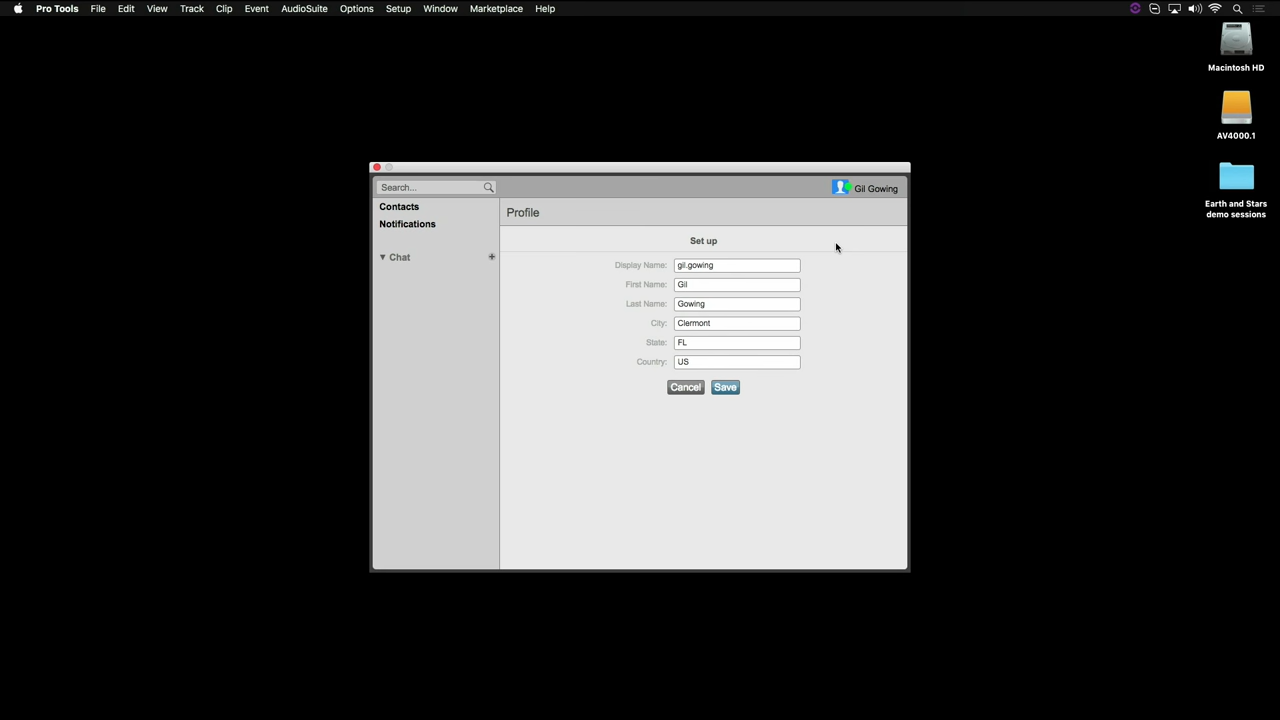 Pro Tools File Edit View Track Clip Event AudioSuite Options Setup Window Marketplace Help
Macintosh HD
AV4000.1
Earth and Stars
demo sessions
Search...
Gil Gowing
Contacts
Notifications
Chat +
Profile
Set up
Display Name: gil.gowing
First Name: Gil
Last Name: Gowing
City: Clermont
State: FL
Country: US
Cancel Save